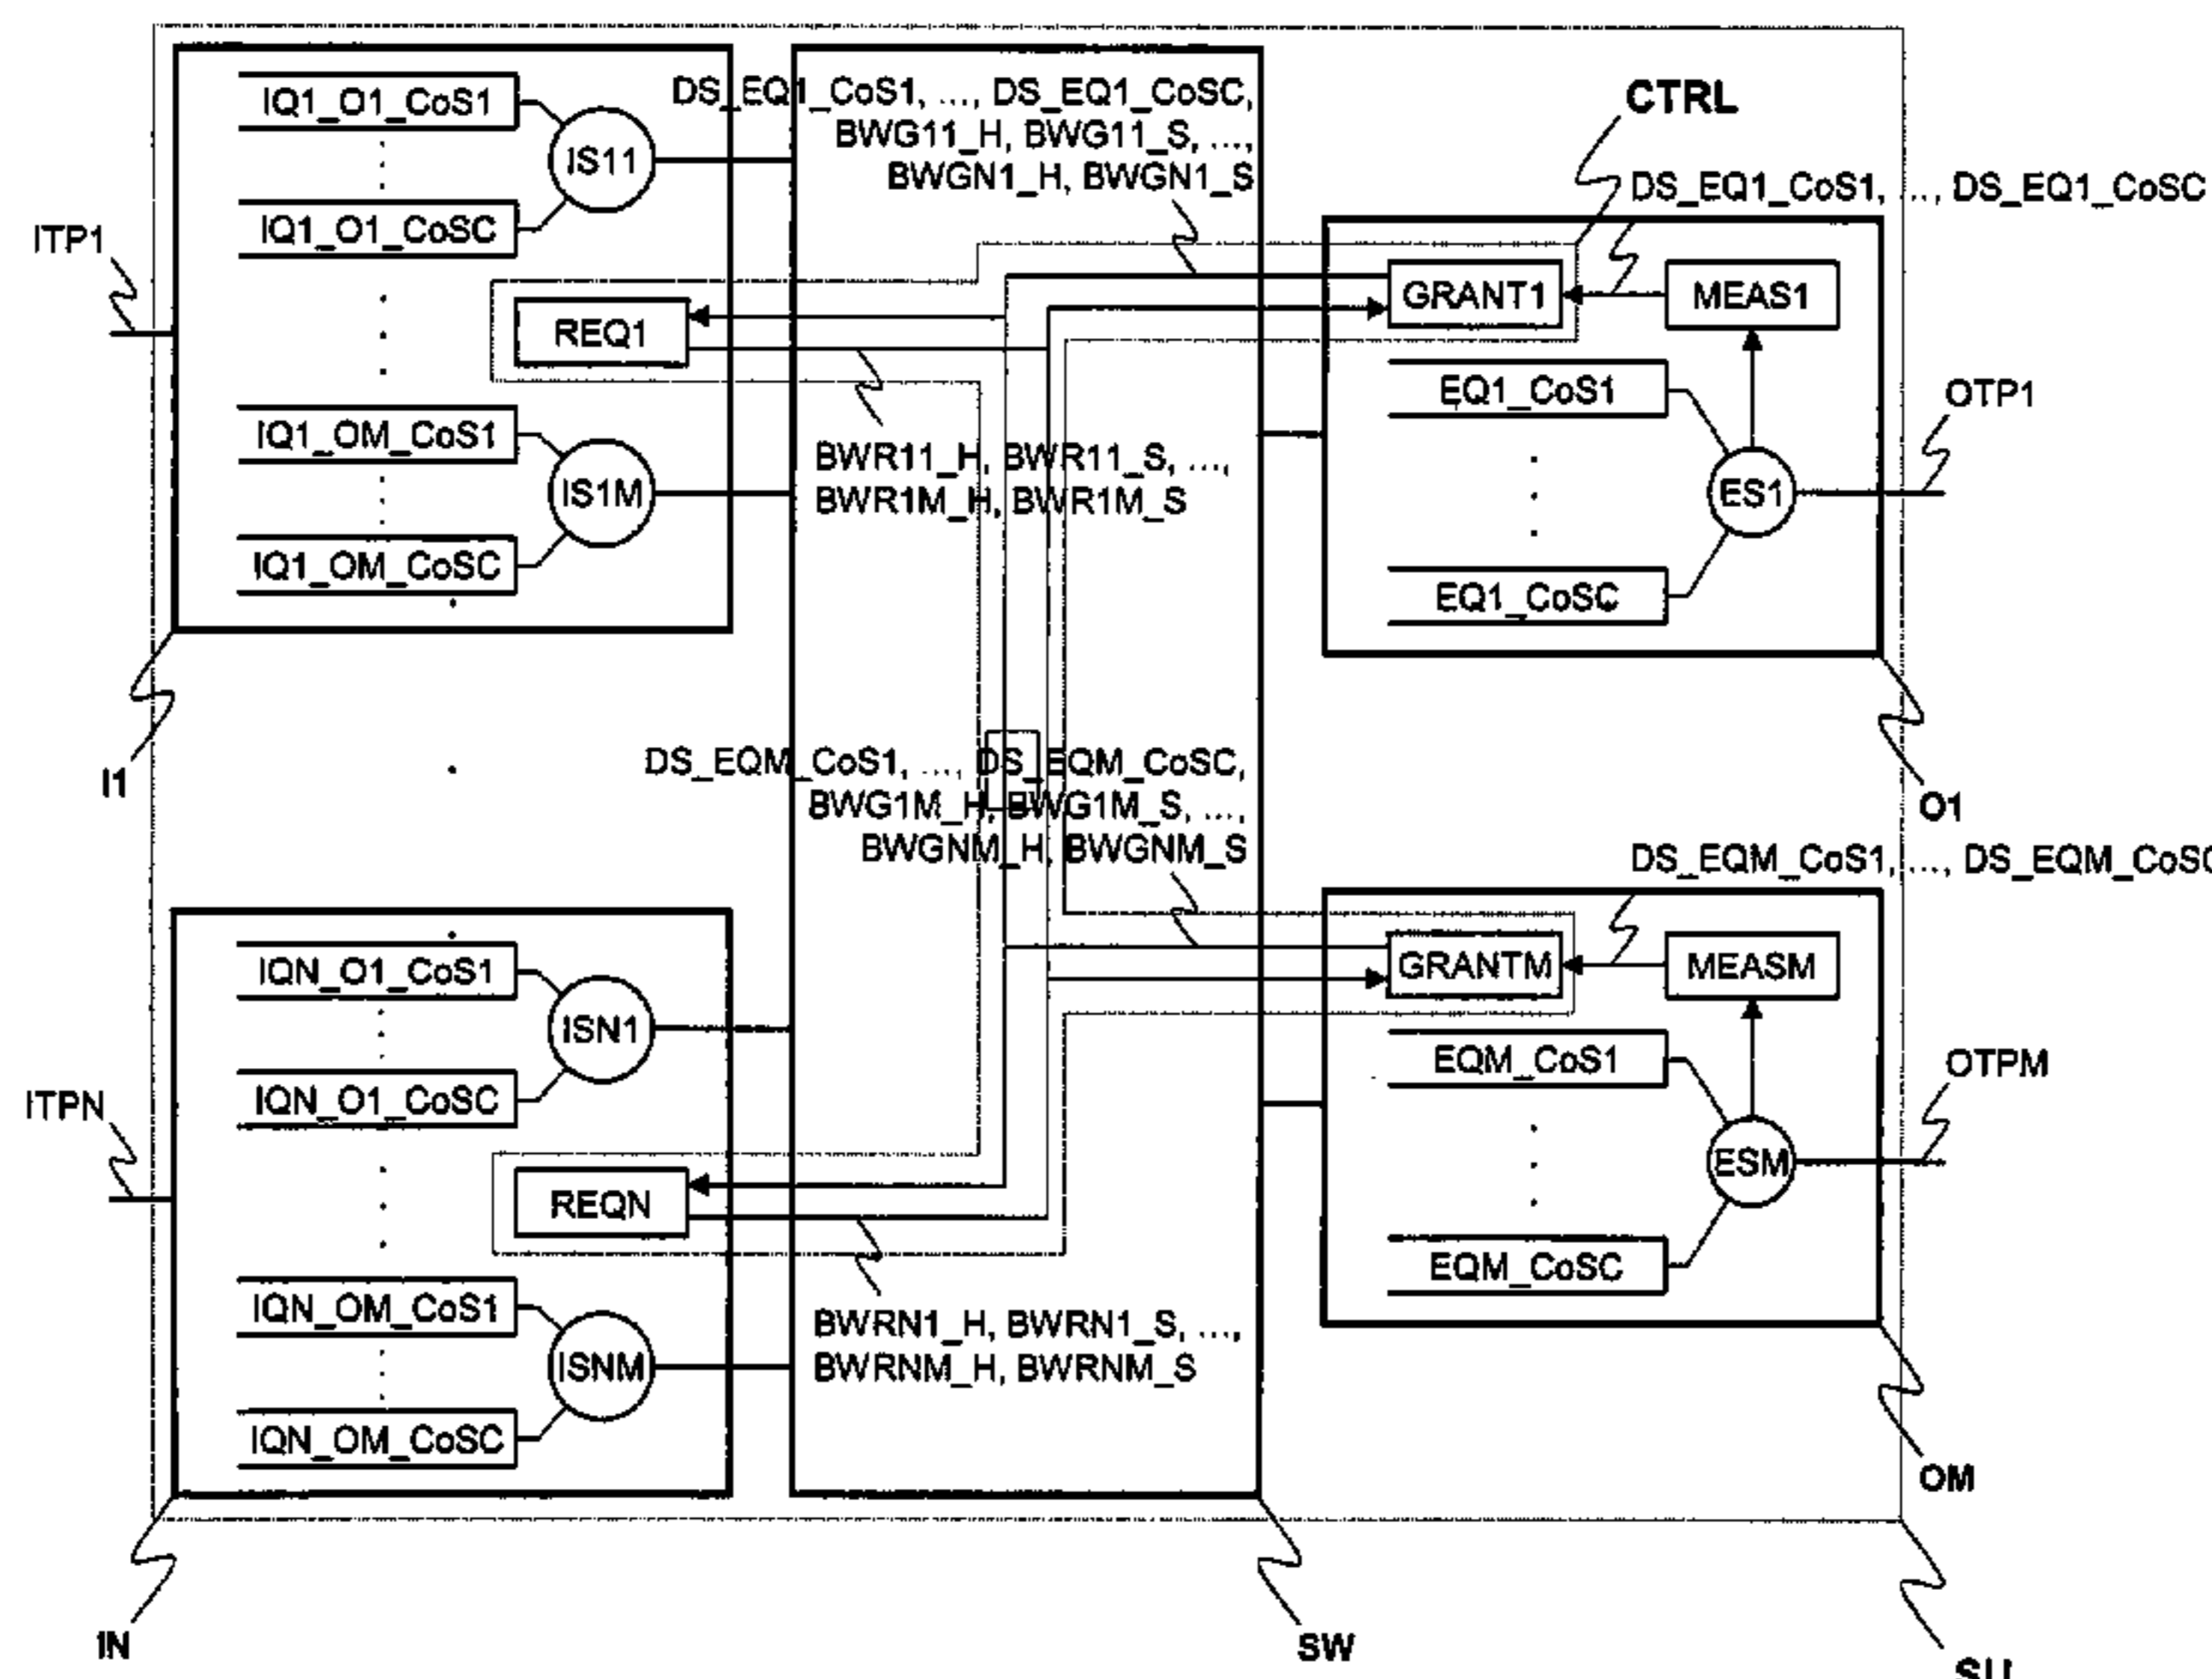 IQ1_O1_CoS1
IS11
IQ1_O1_CoSC
ITP1
REQ1
IQ1_OM_CoS1
IS1M
IQ1_OM_CoSC
I1
DS_EQ1_CoS1, ..., DS_EQ1_CoSC,
BWG11_H, BWG11_S, ...,
BWGN1_H, BWGN1_S
CTRL
DS_EQ1_CoS1, ..., DS_EQ1_CoSC
GRANT1
MEAS1
EQ1_CoS1
OTP1
ES1
EQ1_CoSC
O1
BWR11_H, BWR11_S, ...,
BWR1M_H, BWR1M_S
DS_EQM_CoS1, ..., DS_EQM_CoSC,
BWG1M_H, BWG1M_S, ...,
BWGNM_H, BWGNM_S
DS_EQM_CoS1, ..., DS_EQM_CoSC
GRANTM
MEASM
EQM_CoS1
OTPM
ESM
EQM_CoSC
OM
IQN_O1_CoS1
ISN1
IQN_O1_CoSC
ITPN
REQN
IQN_OM_CoS1
ISNM
IQN_OM_CoSC
BWRN1_H, BWRN1_S, ...,
BWRNM_H, BWRNM_S
IN
SW